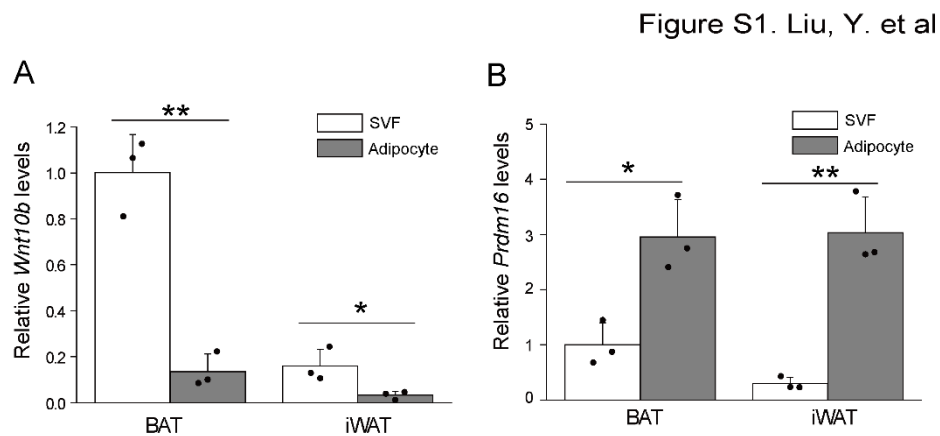 Figure S1. Liu, Y. et al
A
**
SVF
Adipocyte
1.2
1.0
0.8
0.6
0.4
0.2
0.0
Relative Wnt10b levels
*
BAT
iWAT
B
SVF
Adipocyte
5
4
3
2
1
0
Relative Prdm16 levels
*
**
BAT
iWAT